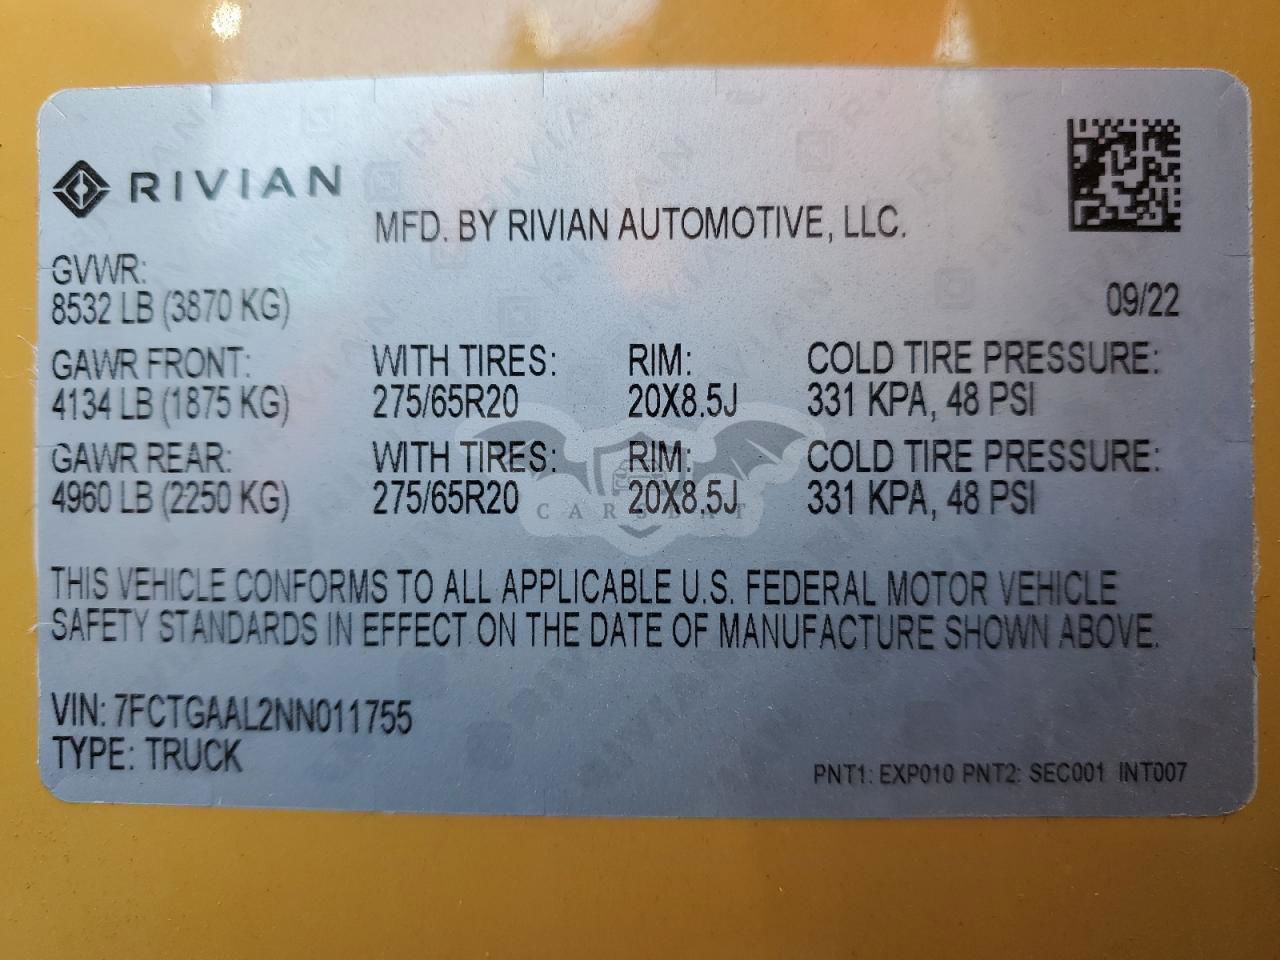 RIVIAN
MFD. BY RIVIAN AUTOMOTIVE, LLC.
GVWR:
8532 LB (3870 KG)
09/22
GAWR FRONT: WITH TIRES: RIM: COLD TIRE PRESSURE:
4134 LB (1875 KG) 275/65R20 20X8.5J 331 KPA, 48 PSI
GAWR REAR: WITH TIRES: RIM: COLD TIRE PRESSURE:
4960 LB (2250 KG) 275/65R20 20X8.5J 331 KPA, 48 PSI
CARSBAT
THIS VEHICLE CONFORMS TO ALL APPLICABLE U.S. FEDERAL MOTOR VEHICLE
SAFETY STANDARDS IN EFFECT ON THE DATE OF MANUFACTURE SHOWN ABOVE.
VIN: 7FCTGAAL2NN011755
TYPE: TRUCK
PNT1: EXP010 PNT2: SEC001 INT007